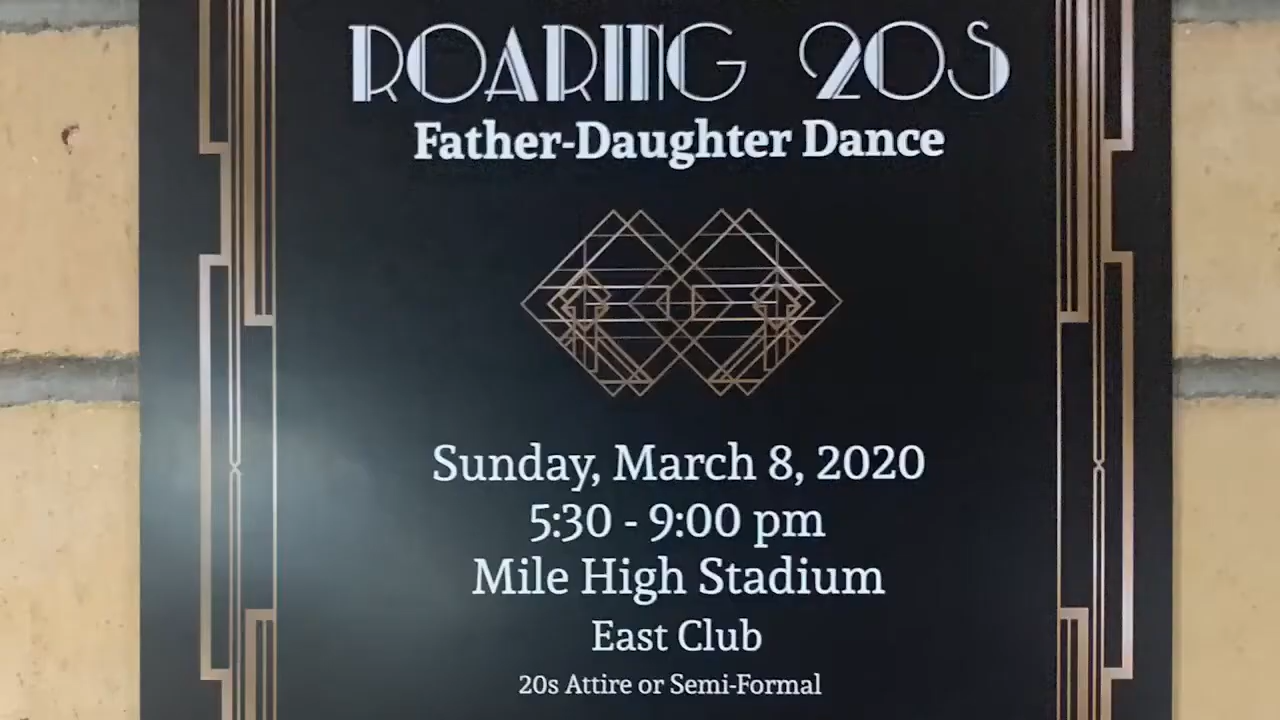 ROARING 20S
Father-Daughter Dance
Sunday, March 8, 2020
5:30 - 9:00 pm
Mile High Stadium
East Club
20s Attire or Semi-Formal